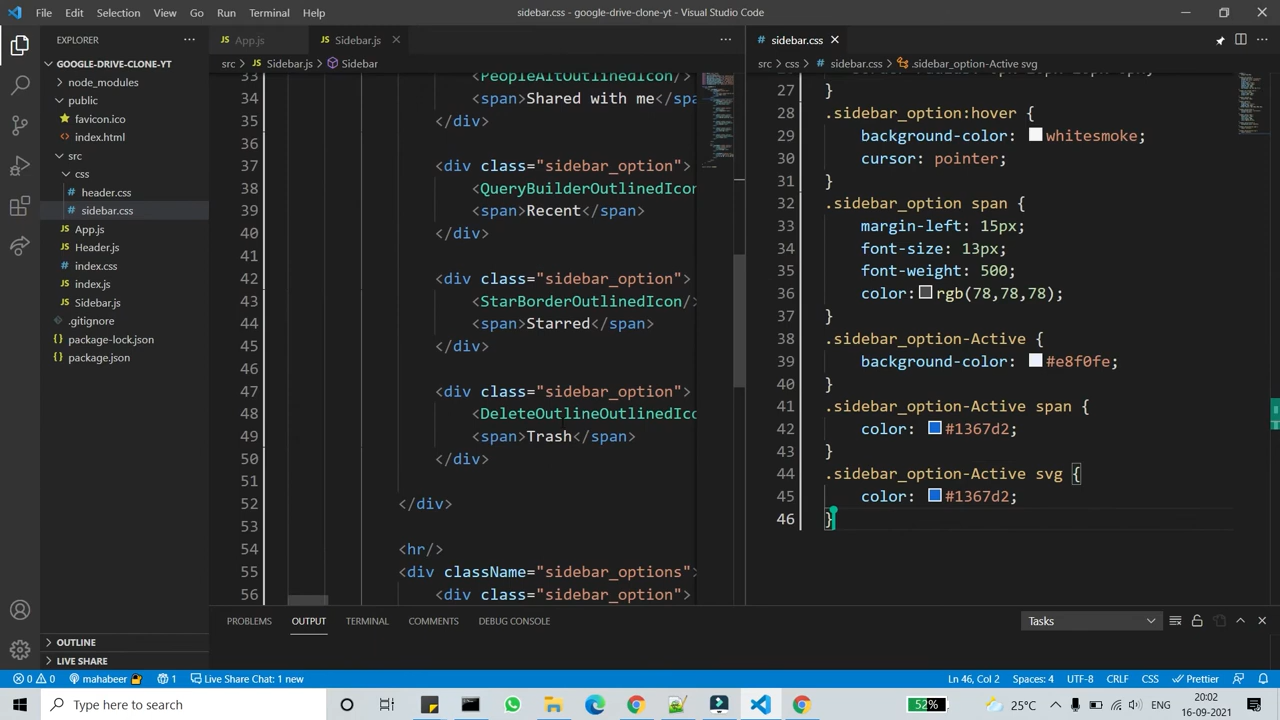 File Edit Selection View Go Run Terminal Help
sidebar.css - google-drive-clone-yt - Visual Studio Code
EXPLORER
GOOGLE-DRIVE-CLONE-YT
node_modules
public
favicon.ico
index.html
src
css
header.css
sidebar.css
App.js
Header.js
index.css
index.js
Sidebar.js
.gitignore
package-lock.json
package.json
OUTLINE
LIVE SHARE
App.js
Sidebar.js
src > Sidebar.js > Sidebar
33 <PeopleAltOutlinedIcon/>
34 <span>Shared with me</spa
35 </div>
36
37 <div class="sidebar_option">
38 <QueryBuilderOutlinedIcon
39 <span>Recent</span>
40 </div>
41
42 <div class="sidebar_option">
43 <StarBorderOutlinedIcon/>
44 <span>Starred</span>
45 </div>
46
47 <div class="sidebar_option">
48 <DeleteOutlineOutlinedIco
49 <span>Trash</span>
50 </div>
51
52 </div>
53
54 <hr/>
55 <div className="sidebar_options">
56 <div class="sidebar_option">
sidebar.css
src > css > sidebar.css > .sidebar_option-Active svg
27 }
28 .sidebar_option:hover {
29 background-color: whitesmoke;
30 cursor: pointer;
31 }
32 .sidebar_option span {
33 margin-left: 15px;
34 font-size: 13px;
35 font-weight: 500;
36 color: rgb(78,78,78);
37 }
38 .sidebar_option-Active {
39 background-color: #e8f0fe;
40 }
41 .sidebar_option-Active span {
42 color: #1367d2;
43 }
44 .sidebar_option-Active svg {
45 color: #1367d2;
46 }
PROBLEMS OUTPUT TERMINAL COMMENTS DEBUG CONSOLE
Tasks
0 0 mahabeer 1 Live Share Chat: 1 new
Ln 46, Col 2 Spaces: 4 UTF-8 CRLF CSS Prettier
Type here to search
52%
25°C
ENG
20:02
16-09-2021